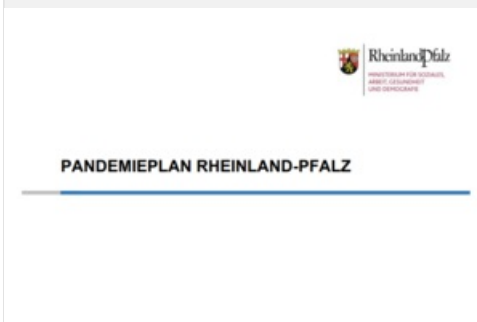 RheinlandPfalz
MINISTERIUM FÜR SOZIALES,
ARBEIT, GESUNDHEIT
UND DEMOGRAFIE
PANDEMIEPLAN RHEINLAND-PFALZ